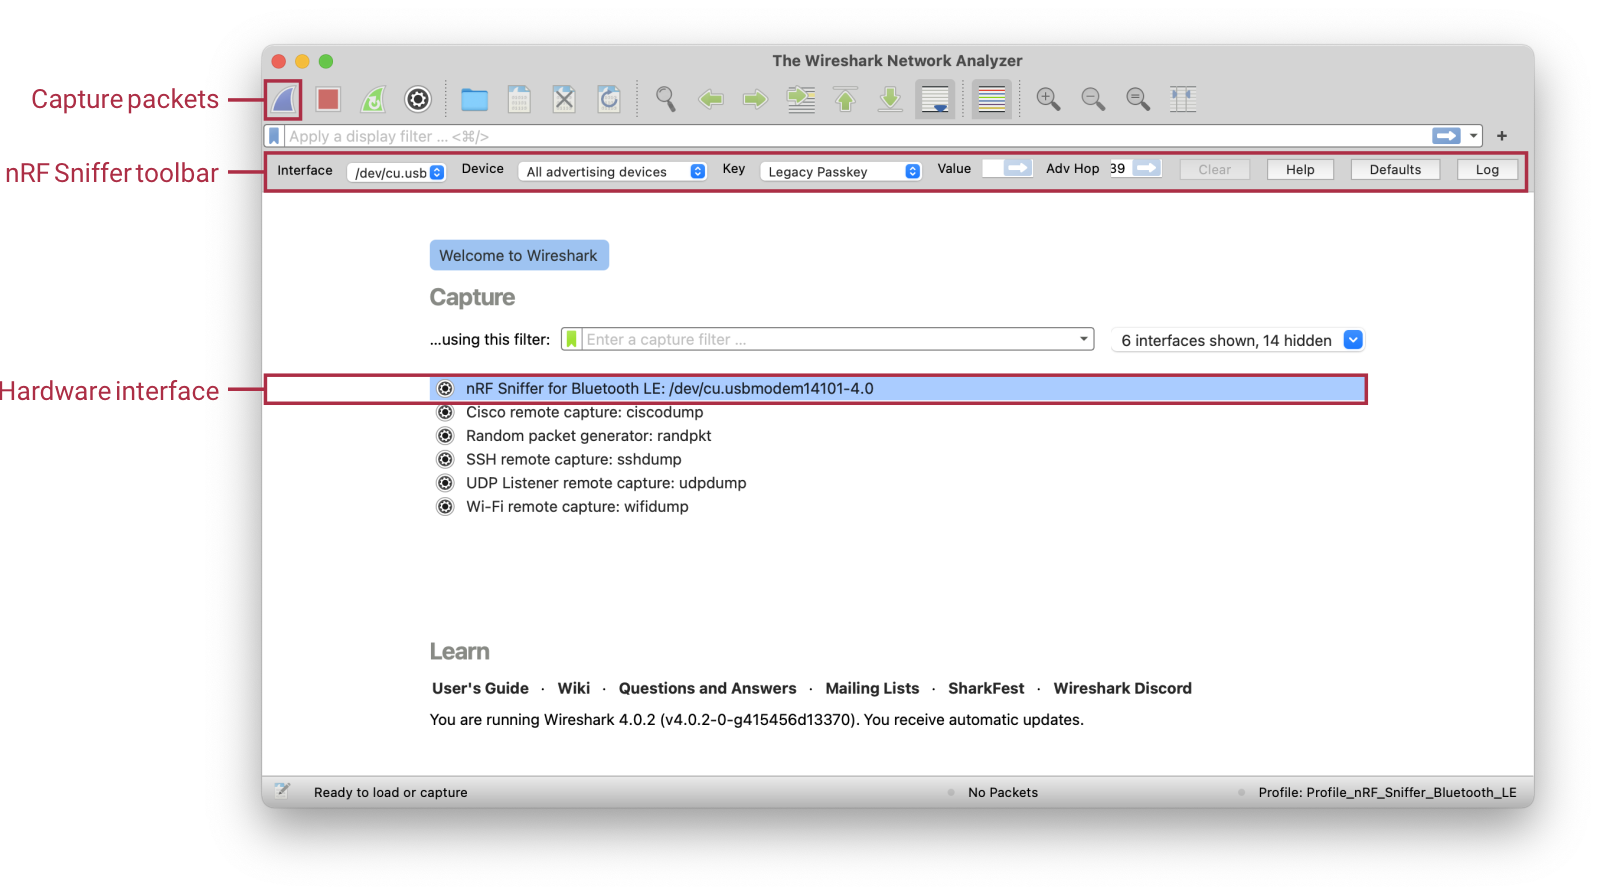 The Wireshark Network Analyzer
Capture packets
Apply a display filter ... <⌘/>
+
nRF Sniffer toolbar
Interface /dev/cu.usb Device All advertising devices Key Legacy Passkey Value Adv Hop 39 Clear Help Defaults Log
Welcome to Wireshark
Capture
...using this filter: Enter a capture filter ... 6 interfaces shown, 14 hidden
Hardware interface
nRF Sniffer for Bluetooth LE: /dev/cu.usbmodem14101-4.0
Cisco remote capture: ciscodump
Random packet generator: randpkt
SSH remote capture: sshdump
UDP Listener remote capture: udpdump
Wi-Fi remote capture: wifidump
Learn
User's Guide · Wiki · Questions and Answers · Mailing Lists · SharkFest · Wireshark Discord
You are running Wireshark 4.0.2 (v4.0.2-0-g415456d13370). You receive automatic updates.
Ready to load or capture No Packets Profile: Profile_nRF_Sniffer_Bluetooth_LE